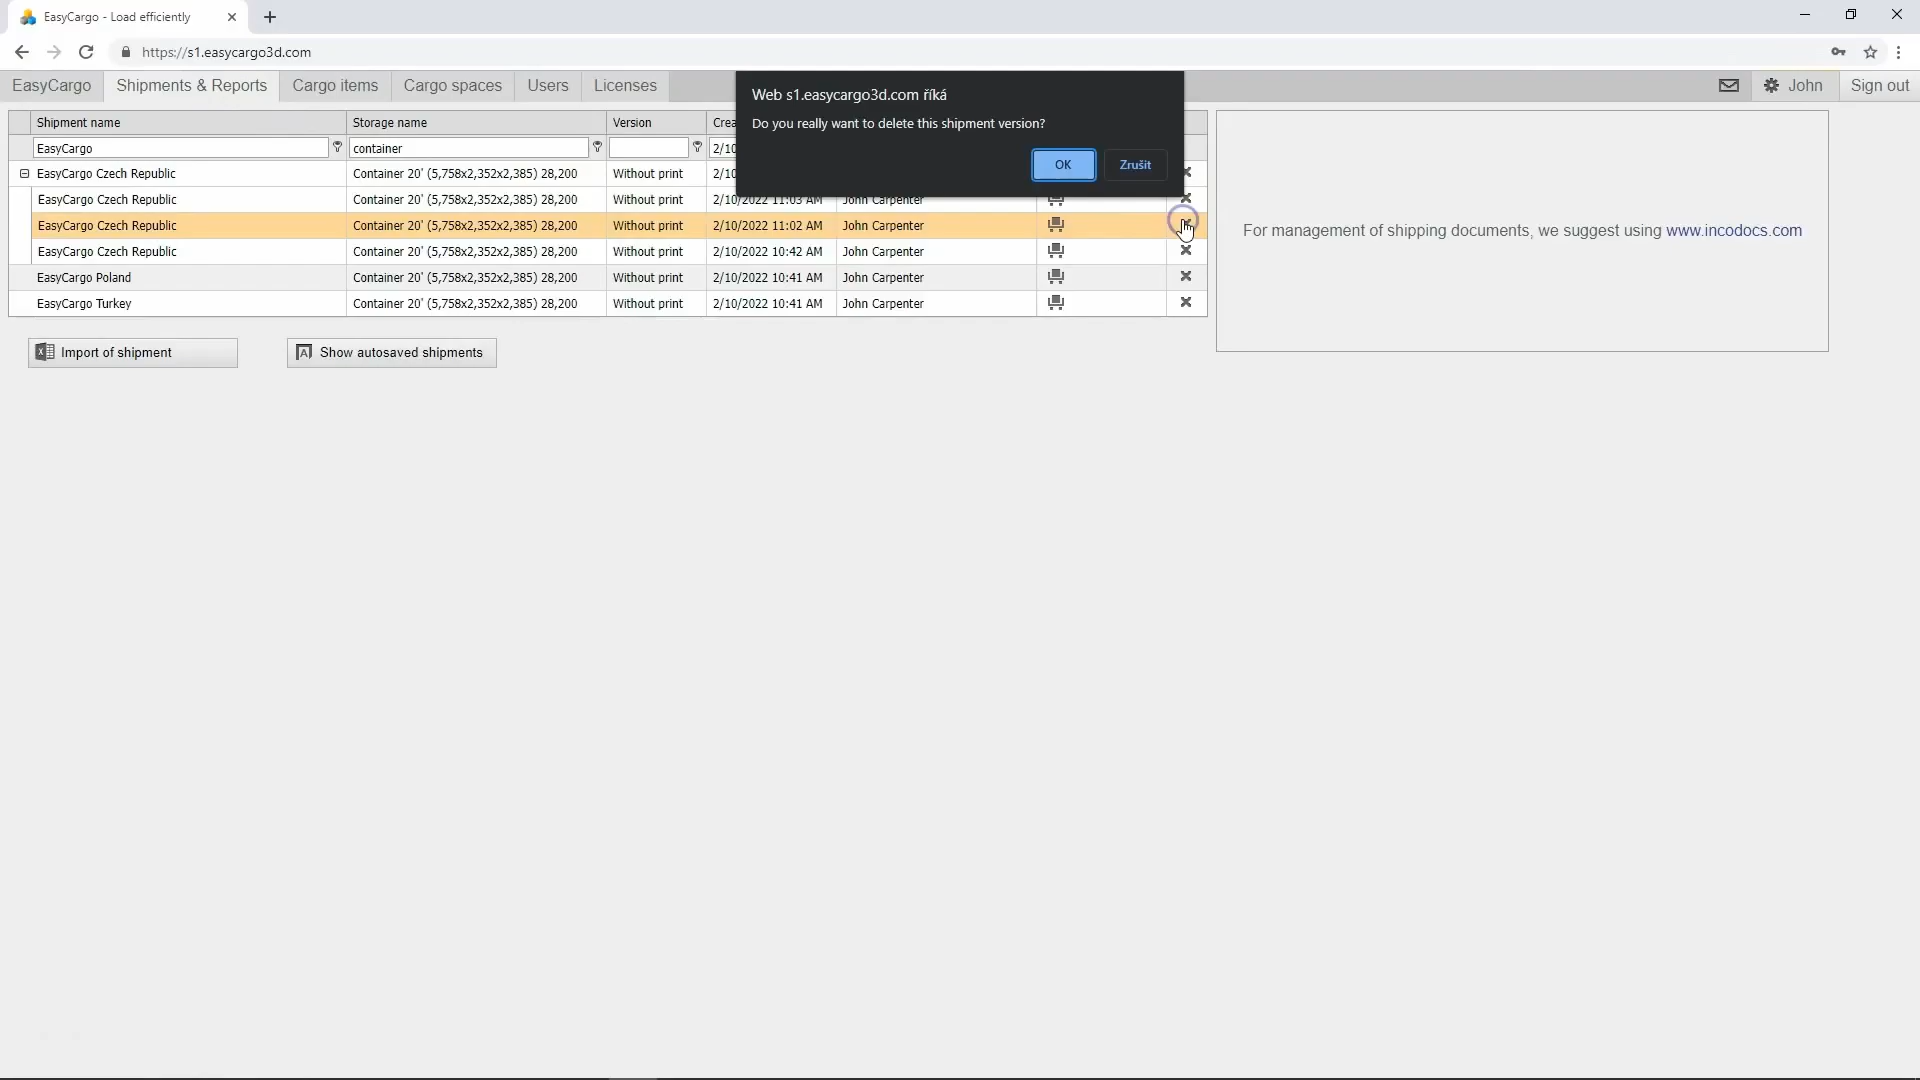 EasyCargo - Load efficiently
https://s1.easycargo3d.com
EasyCargo Shipments & Reports Cargo items Cargo spaces Users Licenses John Sign out
Web s1.easycargo3d.com říká
Do you really want to delete this shipment version?
OK Zrušit
Shipment name Storage name Version Crea
EasyCargo container 2/10
EasyCargo Czech Republic Container 20' (5,758x2,352x2,385) 28,200 Without print 2/10
EasyCargo Czech Republic Container 20' (5,758x2,352x2,385) 28,200 Without print 2/10/2022 11:03 AM John Carpenter
EasyCargo Czech Republic Container 20' (5,758x2,352x2,385) 28,200 Without print 2/10/2022 11:02 AM John Carpenter
EasyCargo Czech Republic Container 20' (5,758x2,352x2,385) 28,200 Without print 2/10/2022 10:42 AM John Carpenter
EasyCargo Poland Container 20' (5,758x2,352x2,385) 28,200 Without print 2/10/2022 10:41 AM John Carpenter
EasyCargo Turkey Container 20' (5,758x2,352x2,385) 28,200 Without print 2/10/2022 10:41 AM John Carpenter
For management of shipping documents, we suggest using www.incodocs.com
Import of shipment Show autosaved shipments